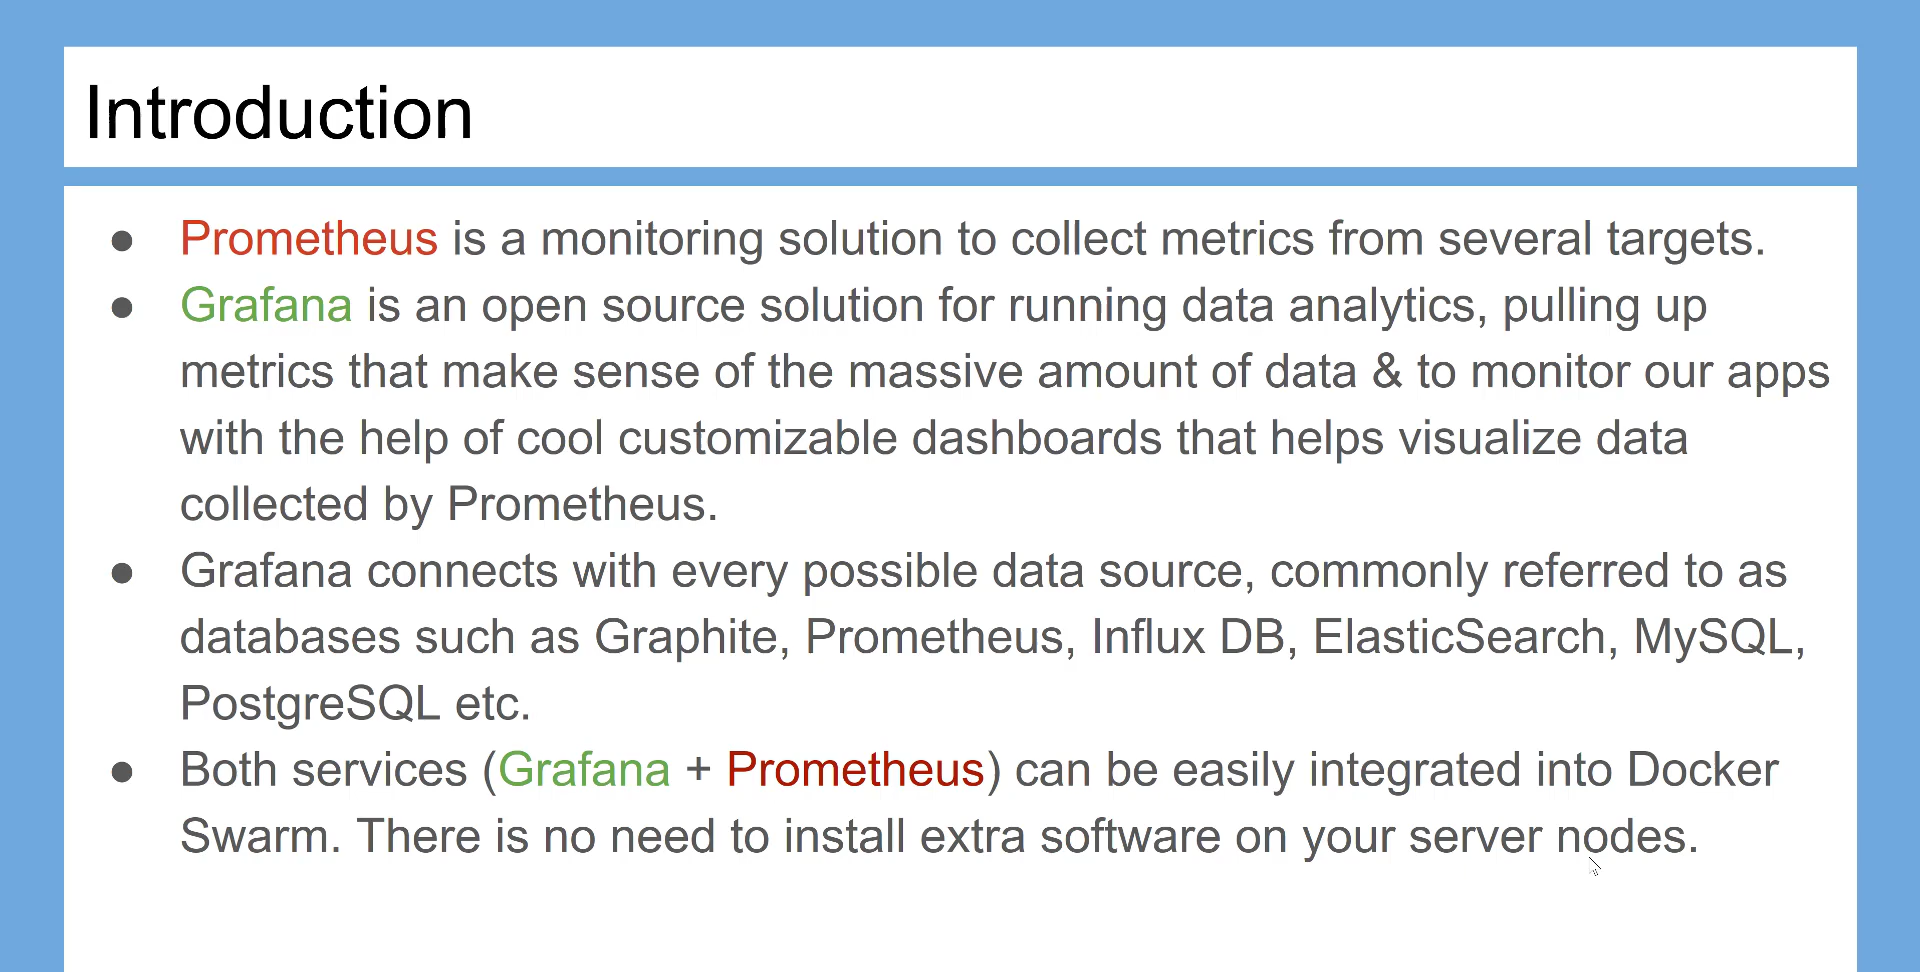 Introduction
● Prometheus is a monitoring solution to collect metrics from several targets.
● Grafana is an open source solution for running data analytics, pulling up
metrics that make sense of the massive amount of data & to monitor our apps
with the help of cool customizable dashboards that helps visualize data
collected by Prometheus.
● Grafana connects with every possible data source, commonly referred to as
databases such as Graphite, Prometheus, Influx DB, ElasticSearch, MySQL,
PostgreSQL etc.
● Both services (Grafana + Prometheus) can be easily integrated into Docker
Swarm. There is no need to install extra software on your server nodes.